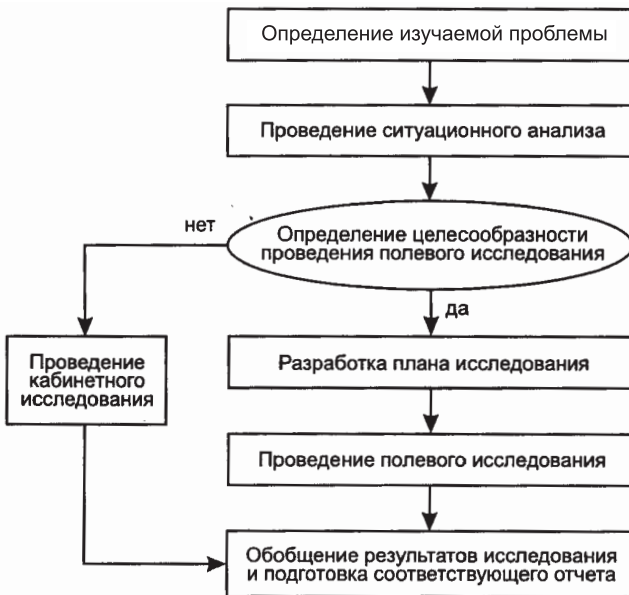 Определение изучаемой проблемы
Проведение ситуационного анализа
нет
Определение целесообразности
проведения полевого исследования
да
Проведение
кабинетного
исследования
Разработка плана исследования
Проведение полевого исследования
Обобщение результатов исследования
и подготовка соответствующего отчета